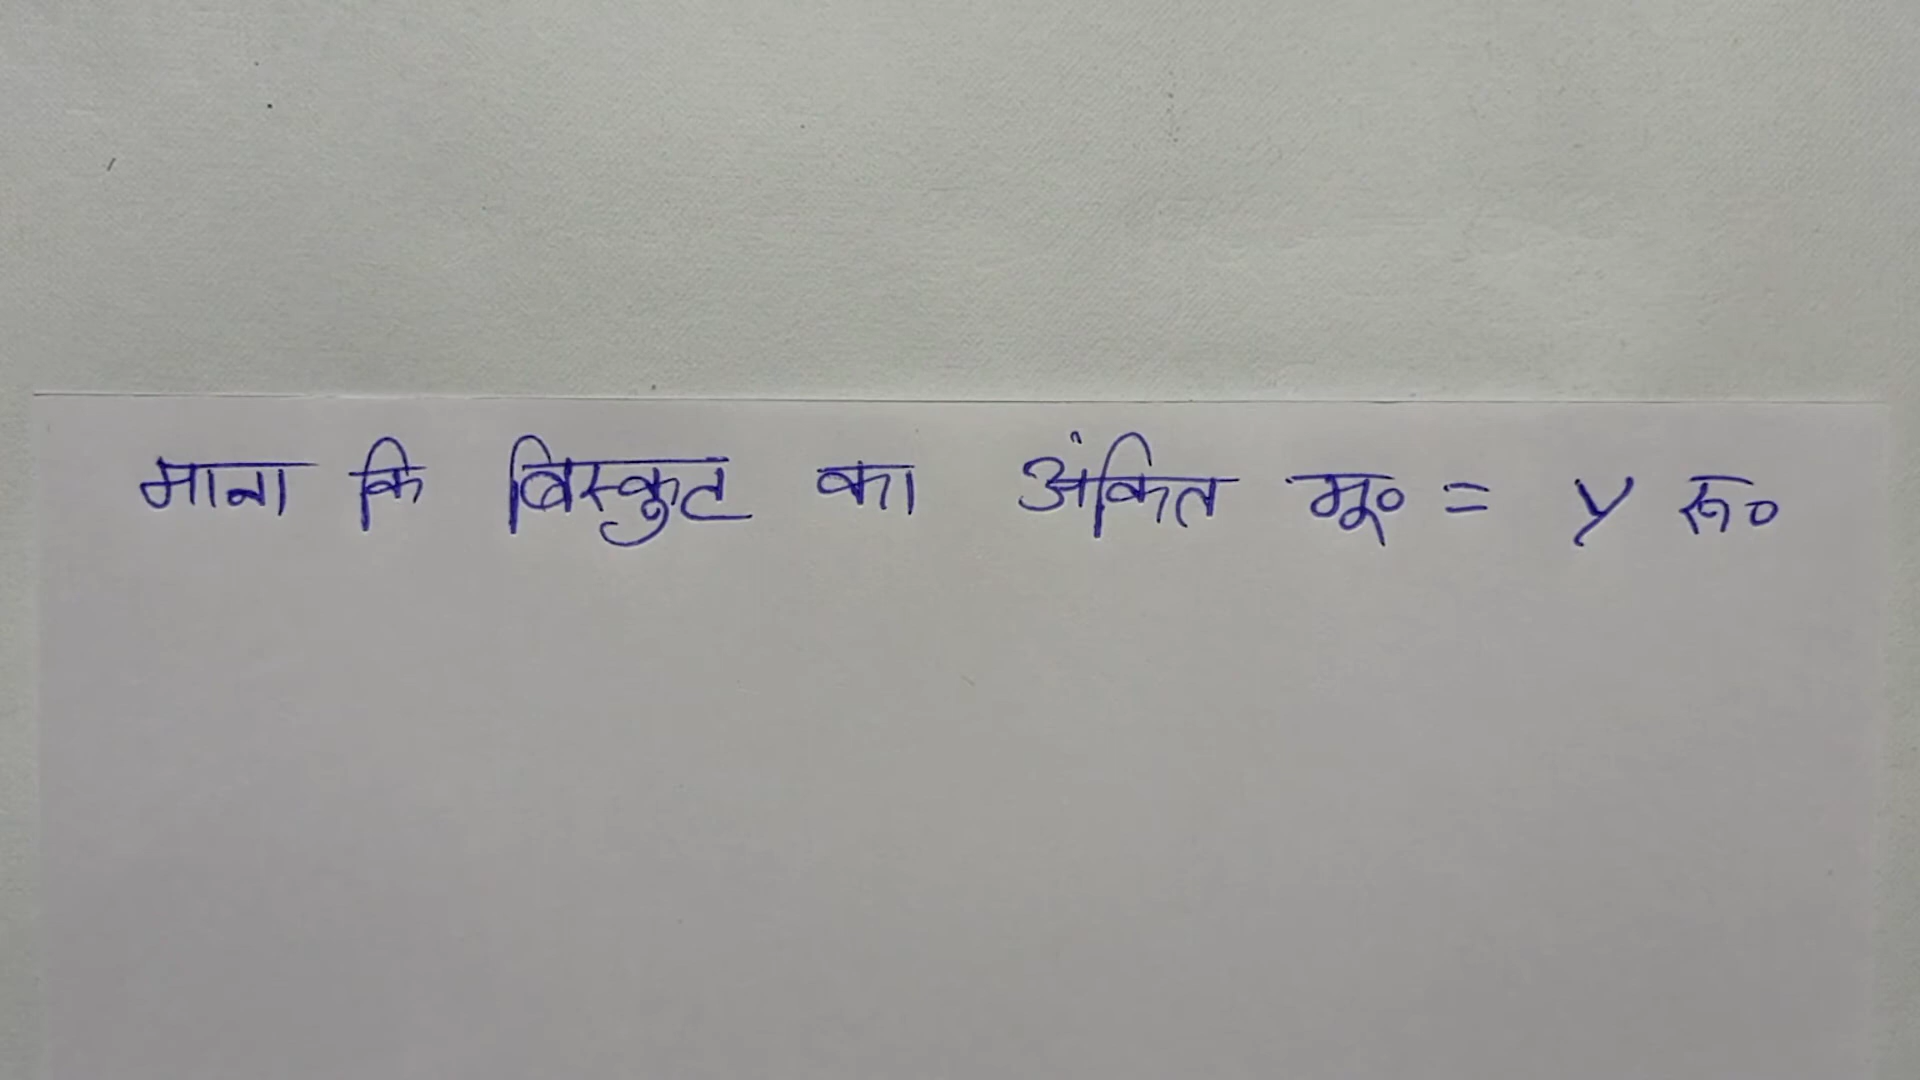 माना कि बिस्कुट का अंकित मू० = y रू०